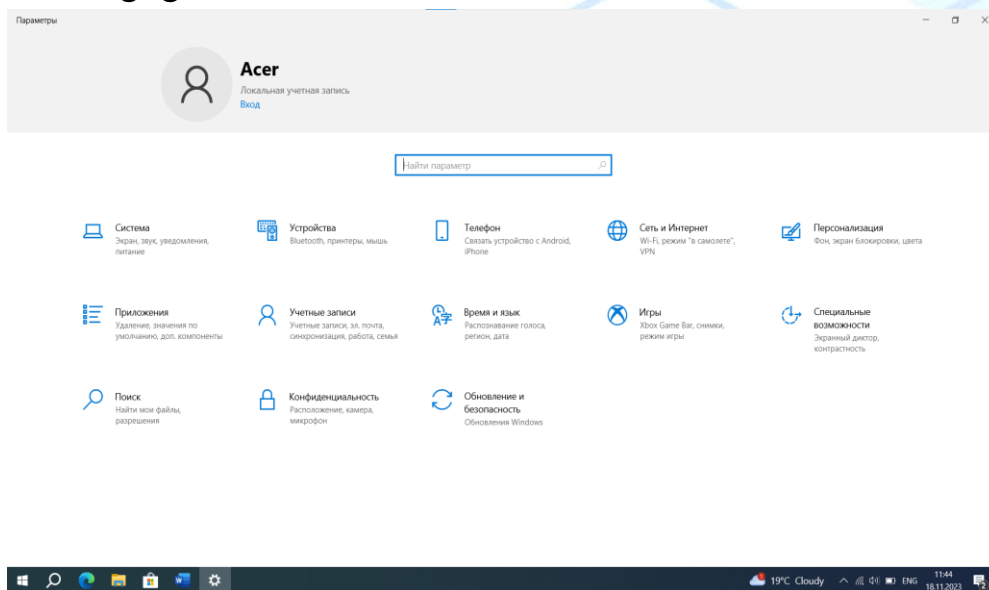 Параметры
Acer
Локальная учетная запись
Вход
Найти параметр
Система
Экран, звук, уведомления,
питание
Устройства
Bluetooth, принтеры, мышь
Телефон
Связать устройство с Android,
iPhone
Сеть и Интернет
Wi-Fi, режим "в самолете",
VPN
Персонализация
Фон, экран блокировки, цвета
Приложения
Удаление, значения по
умолчанию, доп. компоненты
Учетные записи
Учетные записи, эл. почта,
синхронизация, работа, семья
Время и язык
Распознавание голоса,
регион, дата
Игры
Xbox Game Bar, снимки,
режим игры
Специальные
возможности
Экранный диктор,
контрастность
Поиск
Найти мои файлы,
разрешения
Конфиденциальность
Расположение, камера,
микрофон
Обновление и
безопасность
Обновления Windows
19°C Cloudy
ENG
11:44
18.11.2023